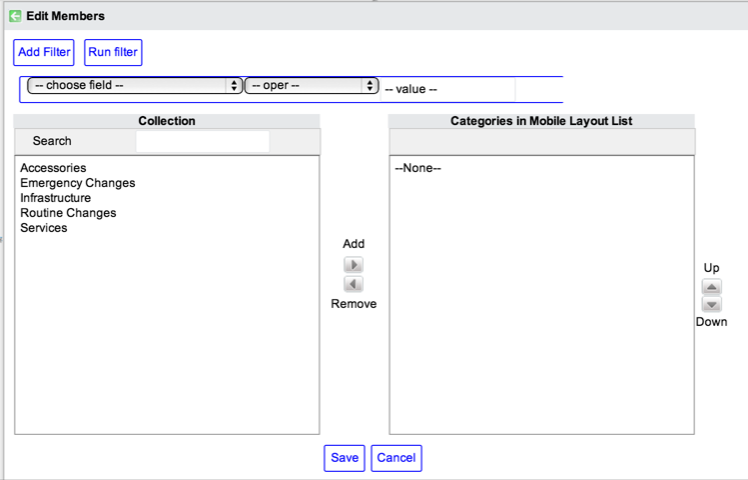 Edit Members
Add Filter Run filter
-- choose field -- -- oper -- -- value --
Collection Categories in Mobile Layout List
Search
Accessories --None--
Emergency Changes
Infrastructure
Routine Changes
Services
Add
Up
Remove
Down
Save Cancel